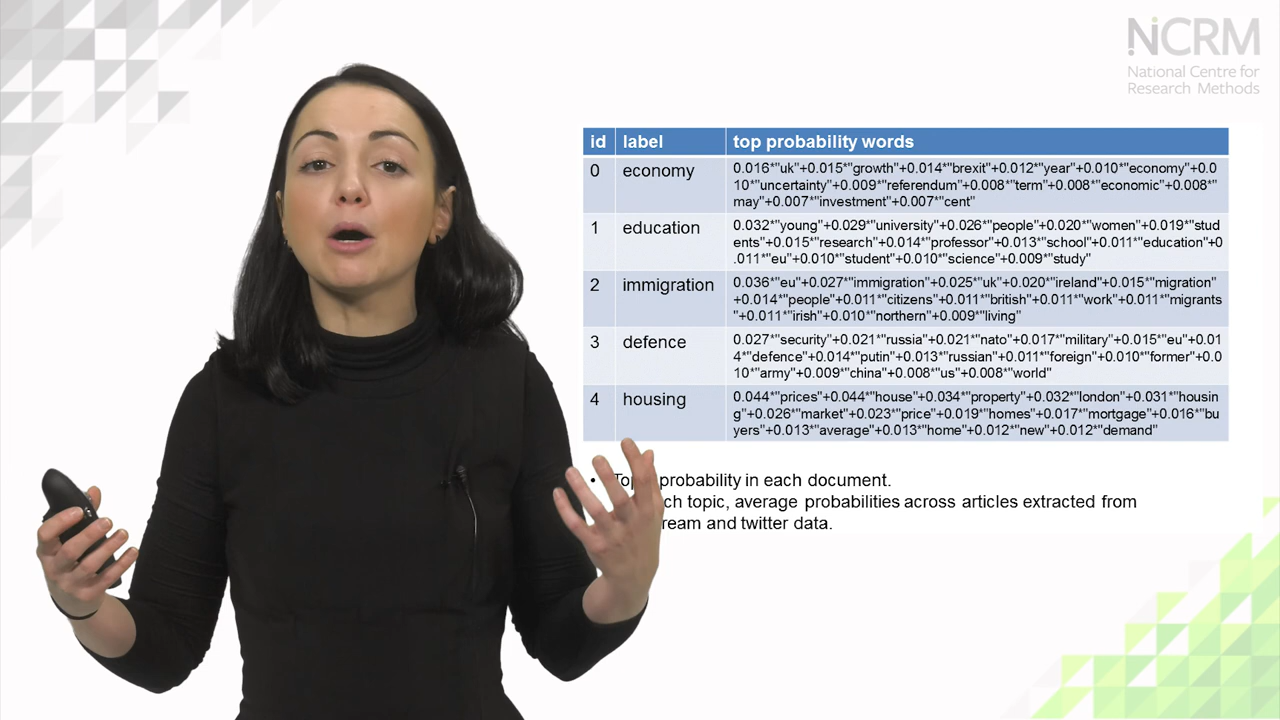 NCRM
National Centre for
Research Methods
id label top probability words
0 economy 0.016*"uk"+0.015*"growth"+0.014*"brexit"+0.012*"year"+0.010*"economy"+0.0
10*"uncertainty"+0.009*"referendum"+0.008*"term"+0.008*"economic"+0.008*"
may"+0.007*"investment"+0.007*"cent"
1 education 0.032*"young"+0.029*"university"+0.026*"people"+0.020*"women"+0.019*"stud
ents"+0.015*"research"+0.014*"professor"+0.013*"school"+0.011*"education"+0
.011*"eu"+0.010*"student"+0.010*"science"+0.009*"study"
2 immigration 0.036*"eu"+0.027*"immigration"+0.025*"uk"+0.020*"ireland"+0.015*"migration"
+0.014*"people"+0.011*"citizens"+0.011*"british"+0.011*"work"+0.011*"migrants
"+0.011*"irish"+0.010*"northern"+0.009*"living"
3 defence 0.027*"security"+0.021*"russia"+0.021*"nato"+0.017*"military"+0.015*"eu"+0.01
4*"defence"+0.014*"putin"+0.013*"russian"+0.011*"foreign"+0.010*"former"+0.0
10*"army"+0.009*"china"+0.008*"us"+0.008*"world"
4 housing 0.044*"prices"+0.044*"house"+0.034*"property"+0.032*"london"+0.031*"housin
g"+0.026*"market"+0.023*"price"+0.019*"homes"+0.017*"mortgage"+0.016*"bu
yers"+0.013*"average"+0.013*"home"+0.012*"new"+0.012*"demand"
• probability in each document.
topic, average probabilities across articles extracted from
and twitter data.